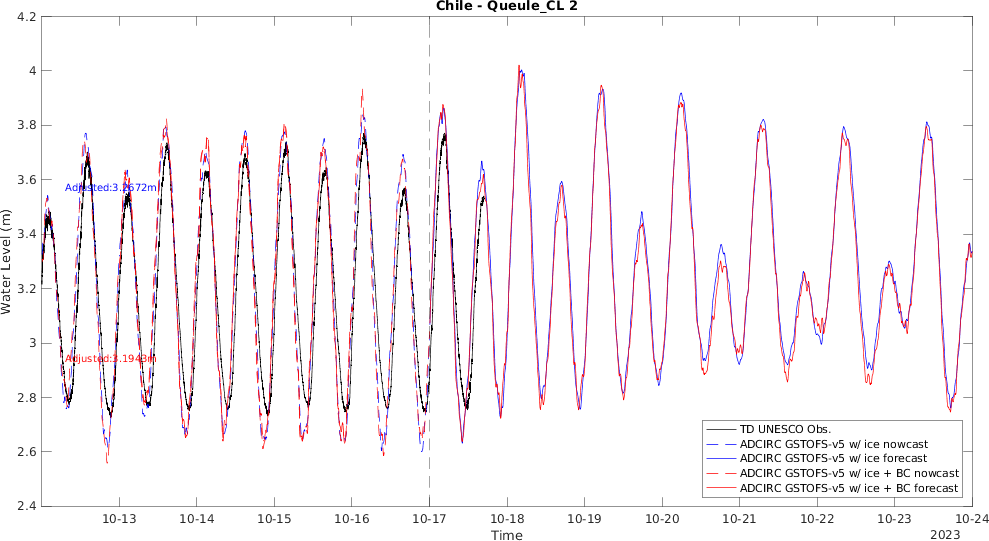 Chile - Queule_CL 2
4.2
4
3.8
3.6
3.4
3.2
3
2.8
2.6
2.4
Water Level (m)
Adjusted:3.2672m
Adjusted:3.1943m
TD UNESCO Obs.
ADCIRC GSTOFS-v5 w/ ice nowcast
ADCIRC GSTOFS-v5 w/ ice forecast
ADCIRC GSTOFS-v5 w/ ice + BC nowcast
ADCIRC GSTOFS-v5 w/ ice + BC forecast
10-13 10-14 10-15 10-16 10-17 10-18 10-19 10-20 10-21 10-22 10-23 10-24
Time
2023